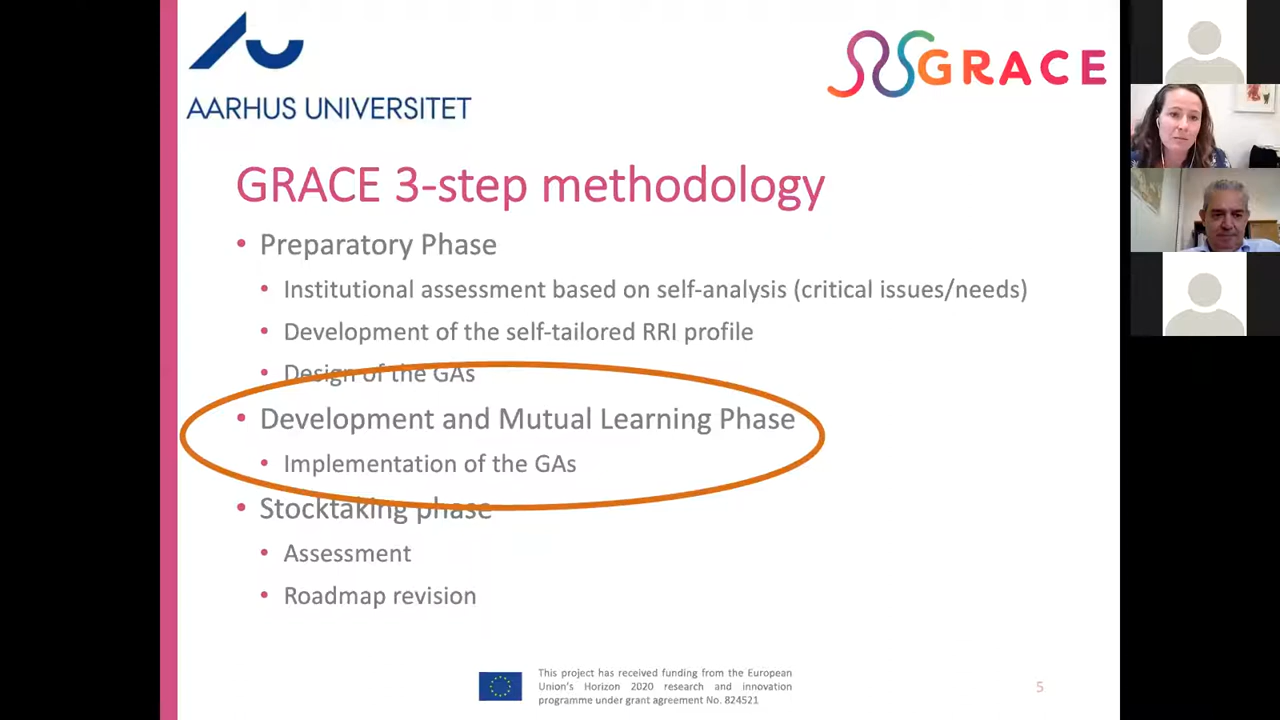 AARHUS UNIVERSITET
GRACE
GRACE 3-step methodology
• Preparatory Phase
• Institutional assessment based on self-analysis (critical issues/needs)
• Development of the self-tailored RRI profile
• Design of the GAs
• Development and Mutual Learning Phase
• Implementation of the GAs
• Stocktaking phase
• Assessment
• Roadmap revision
This project has received funding from the European
Union's Horizon 2020 research and innovation
programme under grant agreement No. 824521
5